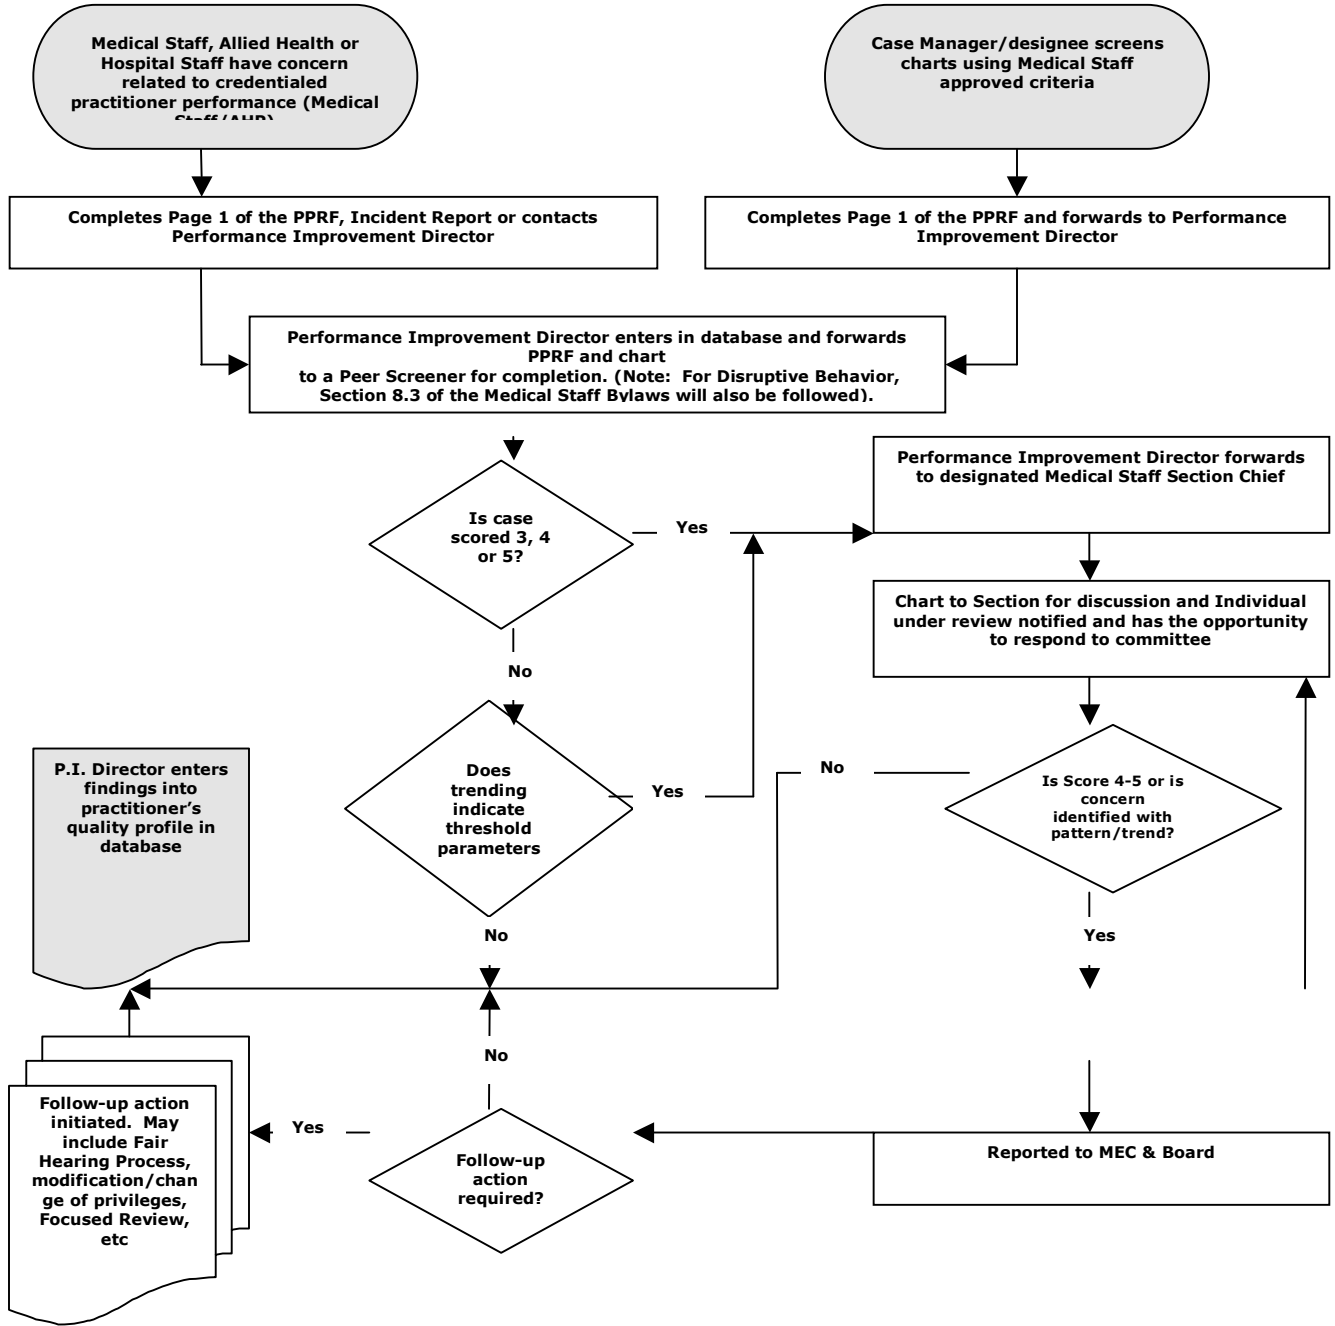 Medical Staff, Allied Health or
Hospital Staff have concern
related to credentialed
practitioner performance (Medical
Staff/AHP)
Case Manager/designee screens
charts using Medical Staff
approved criteria
Completes Page 1 of the PPRF, Incident Report or contacts
Performance Improvement Director
Completes Page 1 of the PPRF and forwards to Performance
Improvement Director
Performance Improvement Director enters in database and forwards
PPRF and chart
to a Peer Screener for completion. (Note: For Disruptive Behavior,
Section 8.3 of the Medical Staff Bylaws will also be followed).
Is case
scored 3, 4
or 5?
Yes
Performance Improvement Director forwards
to designated Medical Staff Section Chief
Chart to Section for discussion and Individual
under review notified and has the opportunity
to respond to committee
No
Does
trending
indicate
threshold
parameters
Yes
No
Is Score 4-5 or is
concern
identified with
pattern/trend?
P.I. Director enters
findings into
practitioner's
quality profile in
database
No
Yes
No
Follow-up action
initiated. May
include Fair
Hearing Process,
modification/chan
ge of privileges,
Focused Review,
etc
Yes
Follow-up
action
required?
Reported to MEC & Board